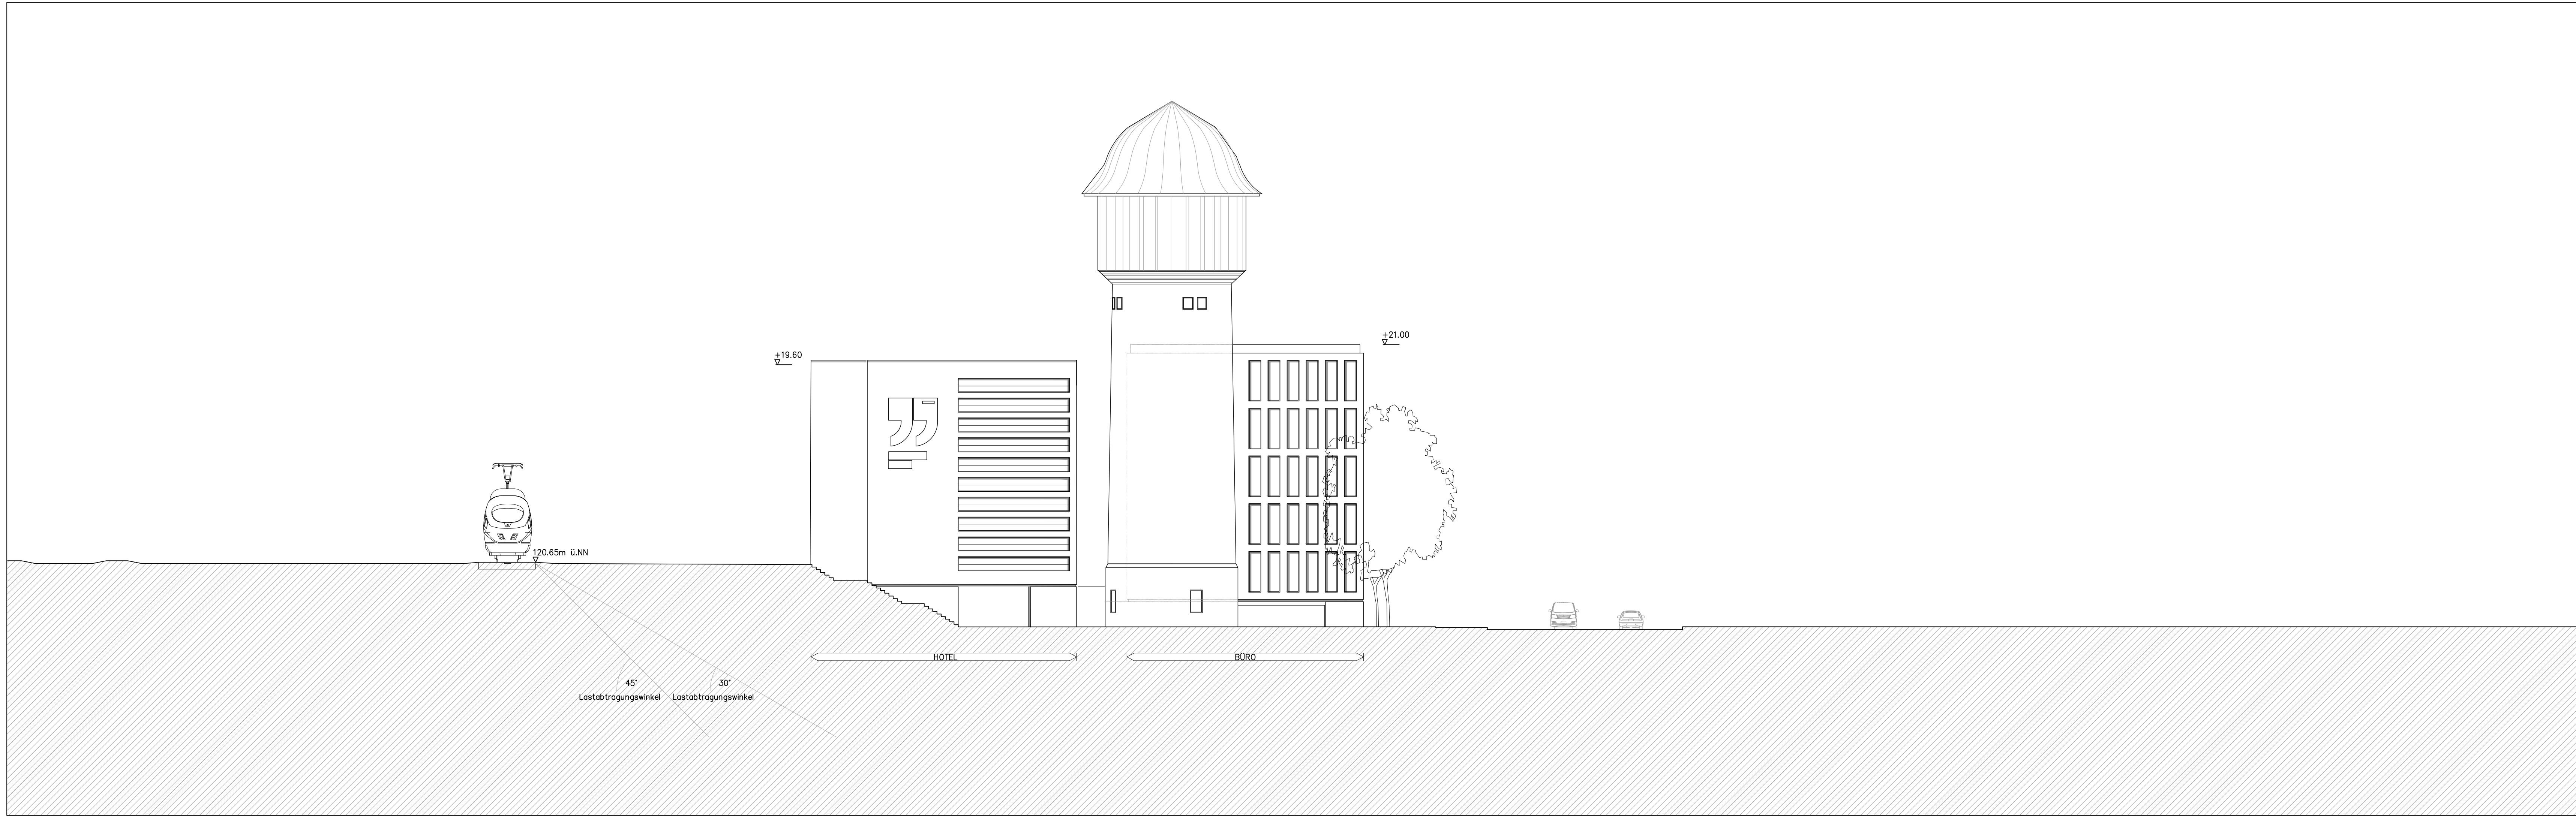 +21.00
+19.60
120.65m ü.NN
HOTEL
BÜRO
45°
30°
Lastabtragungswinkel
Lastabtragungswinkel